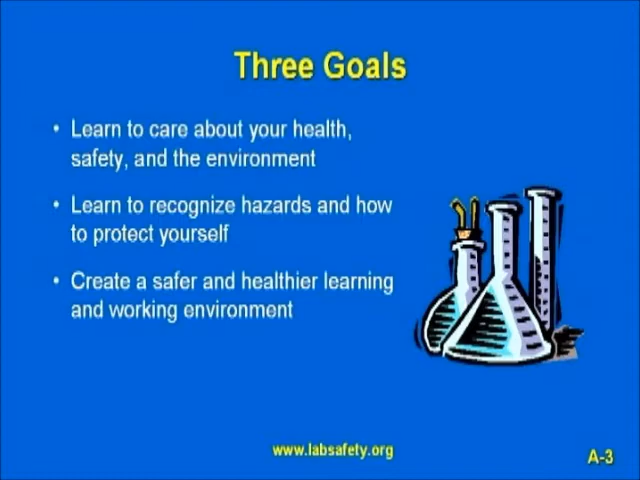 Three Goals
• Learn to care about your health,
safety, and the environment
• Learn to recognize hazards and how
to protect yourself
• Create a safer and healthier learning
and working environment
www.labsafety.org
A-3